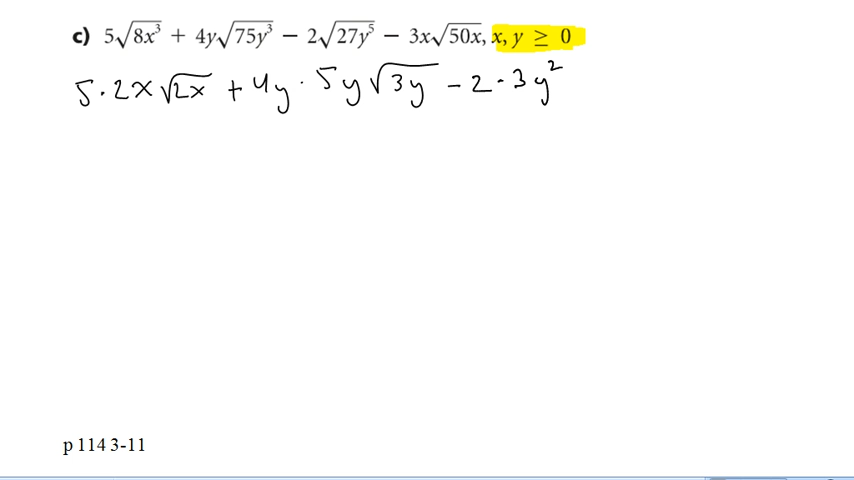 c) 5√8x³ + 4y√75y³ − 2√27y⁵ − 3x√50x, x, y ≥ 0
5·2x√2x + 4y·5y√3y − 2·3y²
p 114 3-11